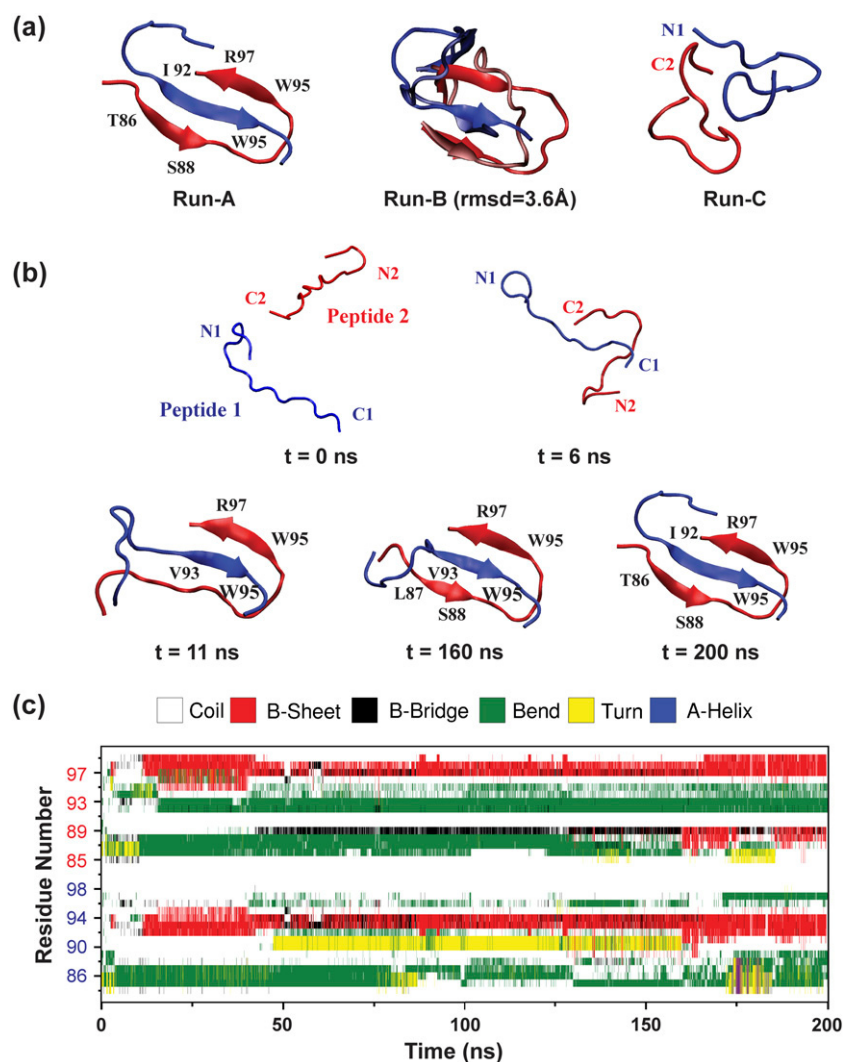 (a)
I 92 R97
W95
T86
W95
S88
Run-A
Run-B (rmsd=3.6Å)
N1
C2
Run-C
(b)
N2
C2
Peptide 2
N1
Peptide 1
C1
t = 0 ns
N1
C2
C1
N2
t = 6 ns
R97
W95
V93
W95
t = 11 ns
R97
W95
V93
L87
W95
S88
t = 160 ns
I 92 R97
W95
T86
W95
S88
t = 200 ns
(c)
Coil B-Sheet B-Bridge Bend Turn A-Helix
Residue Number
97
93
89
85
98
94
90
86
0 50 100 150 200
Time (ns)